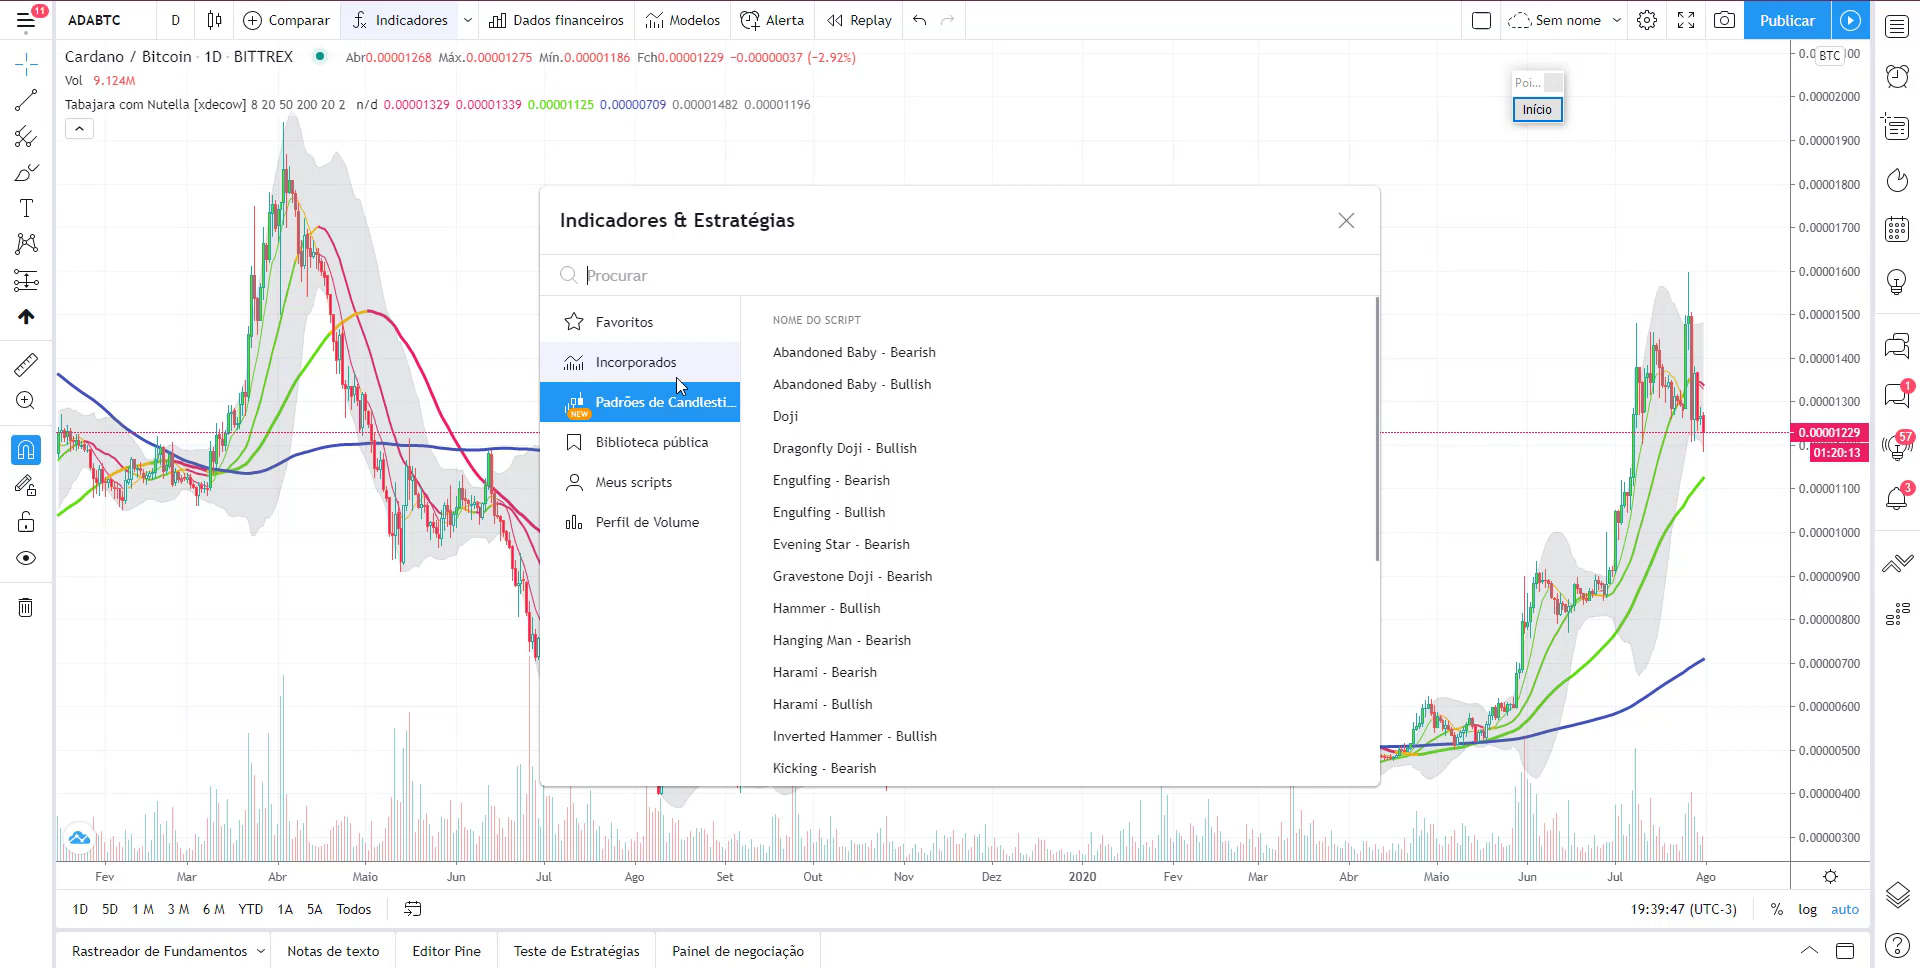 11
ADABTC
D
Comparar
Indicadores
Dados financeiros
Modelos
Alerta
Replay
Sem nome
Publicar
Cardano / Bitcoin · 1D · BITTREX
Abr0.00001268 Máx.0.00001275 Mín.0.00001186 Fch0.00001229 −0.00000037 (−2.92%)
Vol 9.124M
Tabajara com Nutella [xdecow] 8 20 50 200 20 2 n/d 0.00001329 0.00001339 0.00001125 0.00000709 0.00001482 0.00001196
Poi...
Início
BTC
0.00002000
0.00001900
0.00001800
0.00001700
0.00001600
0.00001500
0.00001400
0.00001300
0.00001229
01:20:13
0.00001100
0.00001000
0.00000900
0.00000800
0.00000700
0.00000600
0.00000500
0.00000400
0.00000300
1
57
3
Indicadores & Estratégias
Procurar
Favoritos
Incorporados
Padrões de Candlesti...
NEW
Biblioteca pública
Meus scripts
Perfil de Volume
NOME DO SCRIPT
Abandoned Baby - Bearish
Abandoned Baby - Bullish
Doji
Dragonfly Doji - Bullish
Engulfing - Bearish
Engulfing - Bullish
Evening Star - Bearish
Gravestone Doji - Bearish
Hammer - Bullish
Hanging Man - Bearish
Harami - Bearish
Harami - Bullish
Inverted Hammer - Bullish
Kicking - Bearish
Fev Mar Abr Maio Jun Jul Ago Set Out Nov Dez 2020 Fev Mar Abr Maio Jun Jul Ago
1D 5D 1 M 3 M 6 M YTD 1A 5A Todos
19:39:47 (UTC-3)
% log auto
Rastreador de Fundamentos
Notas de texto
Editor Pine
Teste de Estratégias
Painel de negociação